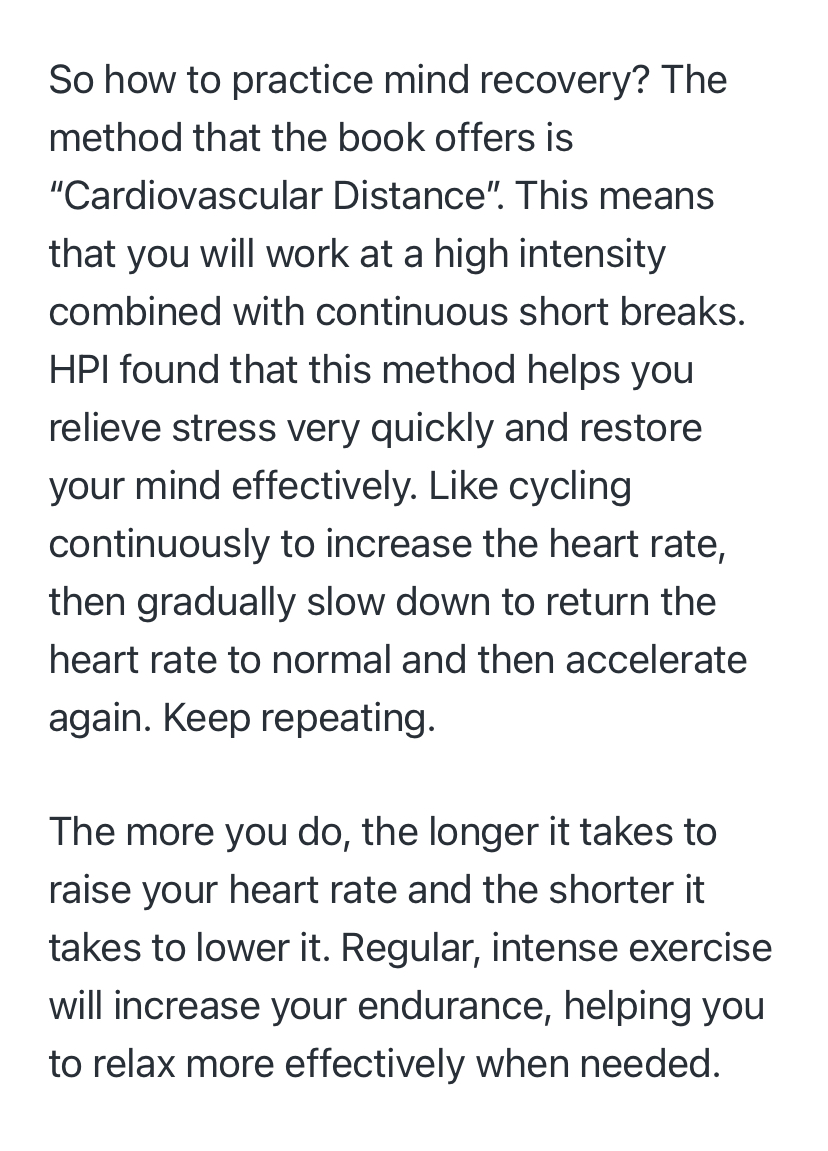 So how to practice mind recovery? The
method that the book offers is
“Cardiovascular Distance”. This means
that you will work at a high intensity
combined with continuous short breaks.
HPI found that this method helps you
relieve stress very quickly and restore
your mind effectively. Like cycling
continuously to increase the heart rate,
then gradually slow down to return the
heart rate to normal and then accelerate
again. Keep repeating.
The more you do, the longer it takes to
raise your heart rate and the shorter it
takes to lower it. Regular, intense exercise
will increase your endurance, helping you
to relax more effectively when needed.